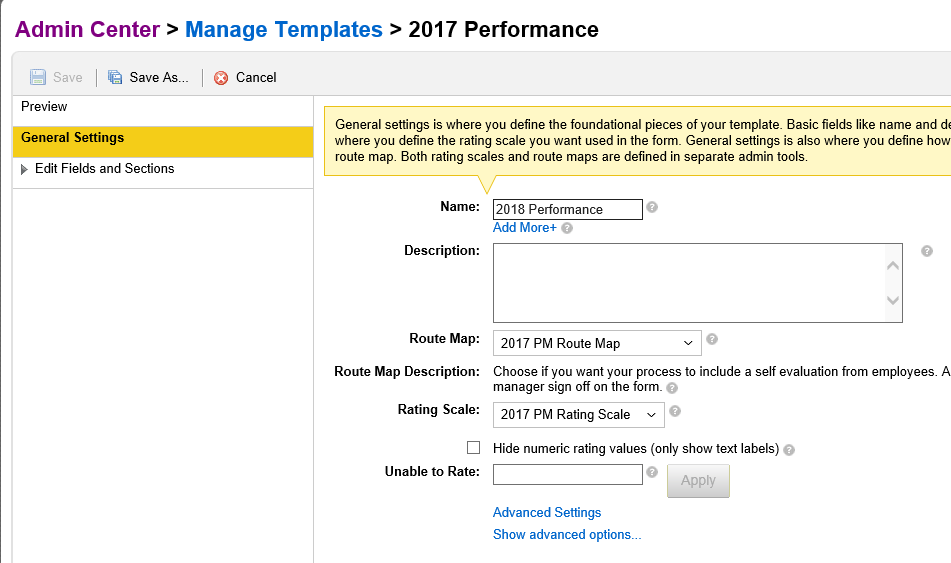 Admin Center > Manage Templates > 2017 Performance
Save
Save As...
Cancel
Preview
General Settings
Edit Fields and Sections
General settings is where you define the foundational pieces of your template. Basic fields like name and de
where you define the rating scale you want used in the form. General settings is also where you define how
route map. Both rating scales and route maps are defined in separate admin tools.
Name: 2018 Performance ?
Add More+ ?
Description: ?
Route Map: 2017 PM Route Map ?
Route Map Description: Choose if you want your process to include a self evaluation from employees. A
manager sign off on the form. ?
Rating Scale: 2017 PM Rating Scale ?
Hide numeric rating values (only show text labels) ?
Unable to Rate: ? Apply
Advanced Settings
Show advanced options...